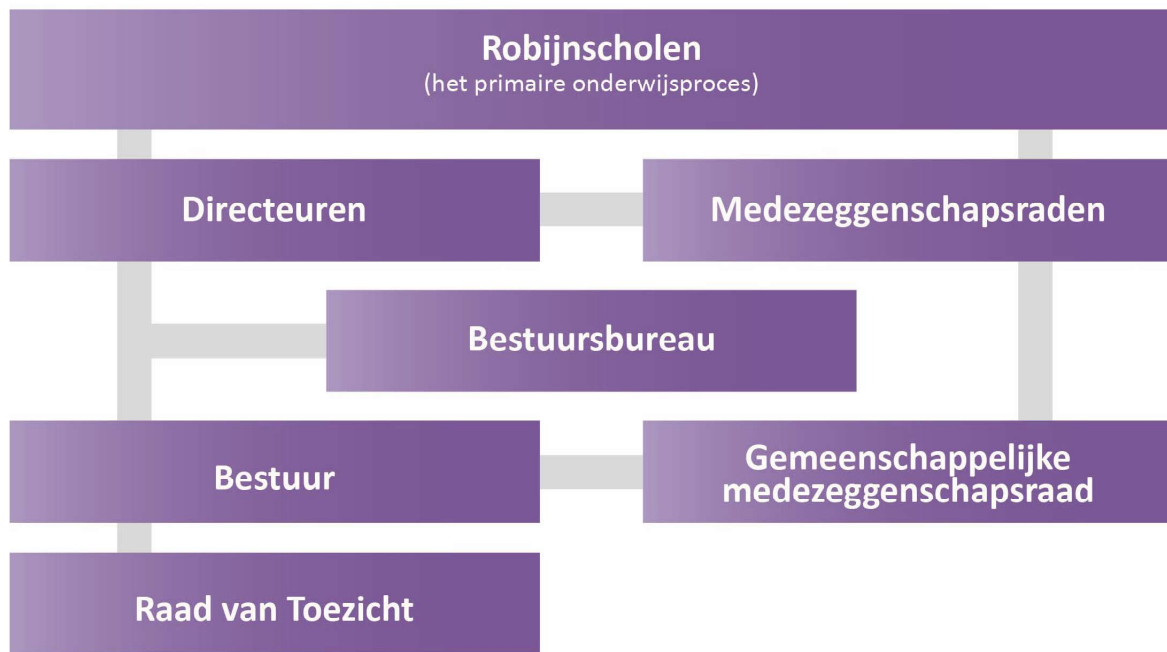 Robijnscholen
(het primaire onderwijsproces)
Directeuren
Medezeggenschapsraden
Bestuursbureau
Bestuur
Gemeenschappelijke
medezeggenschapsraad
Raad van Toezicht